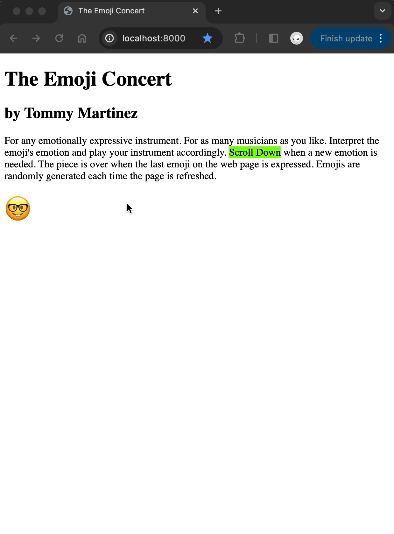 The Emoji Concert
localhost:8000
Finish update
The Emoji Concert
by Tommy Martinez
For any emotionally expressive instrument. For as many musicians as you like. Interpret the
emoji's emotion and play your instrument accordingly. Scroll Down when a new emotion is
needed. The piece is over when the last emoji on the web page is expressed. Emojis are
randomly generated each time the page is refreshed.